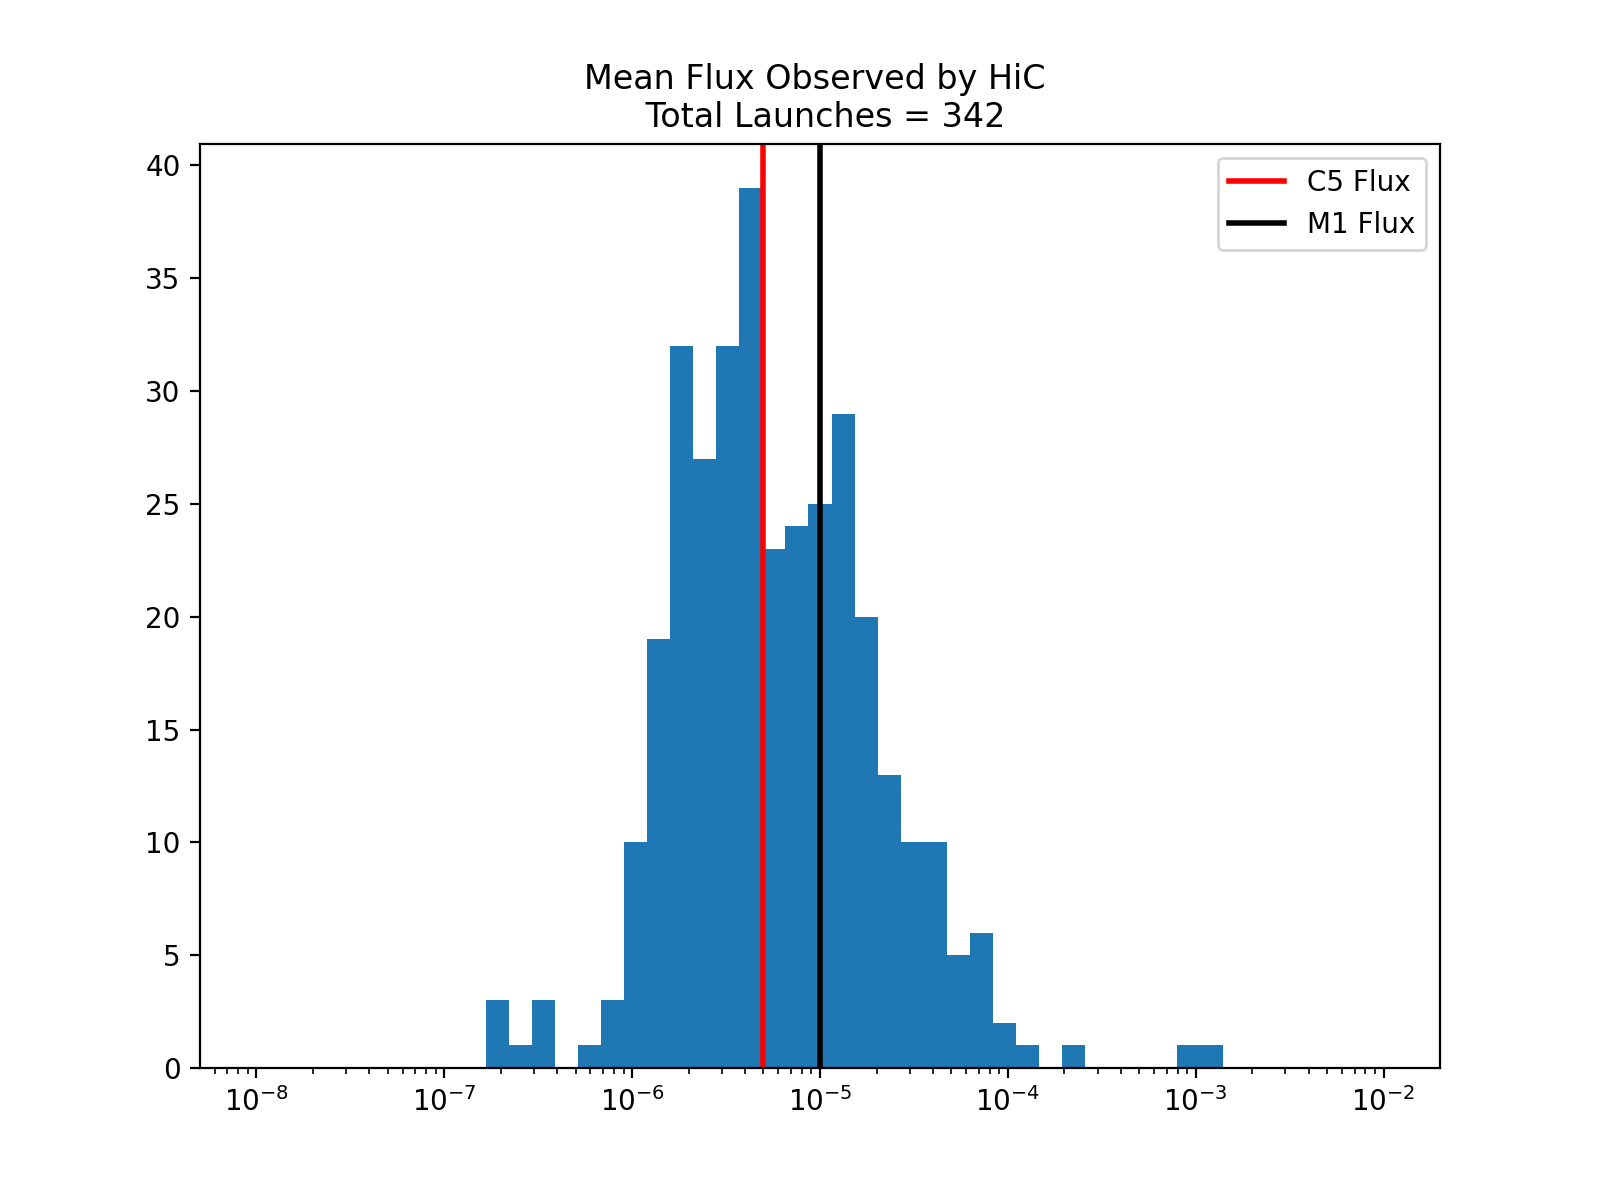 Mean Flux Observed by HiC
Total Launches = 342
C5 Flux
M1 Flux
40
35
30
25
20
15
10
5
0
10⁻⁸ 10⁻⁷ 10⁻⁶ 10⁻⁵ 10⁻⁴ 10⁻³ 10⁻²